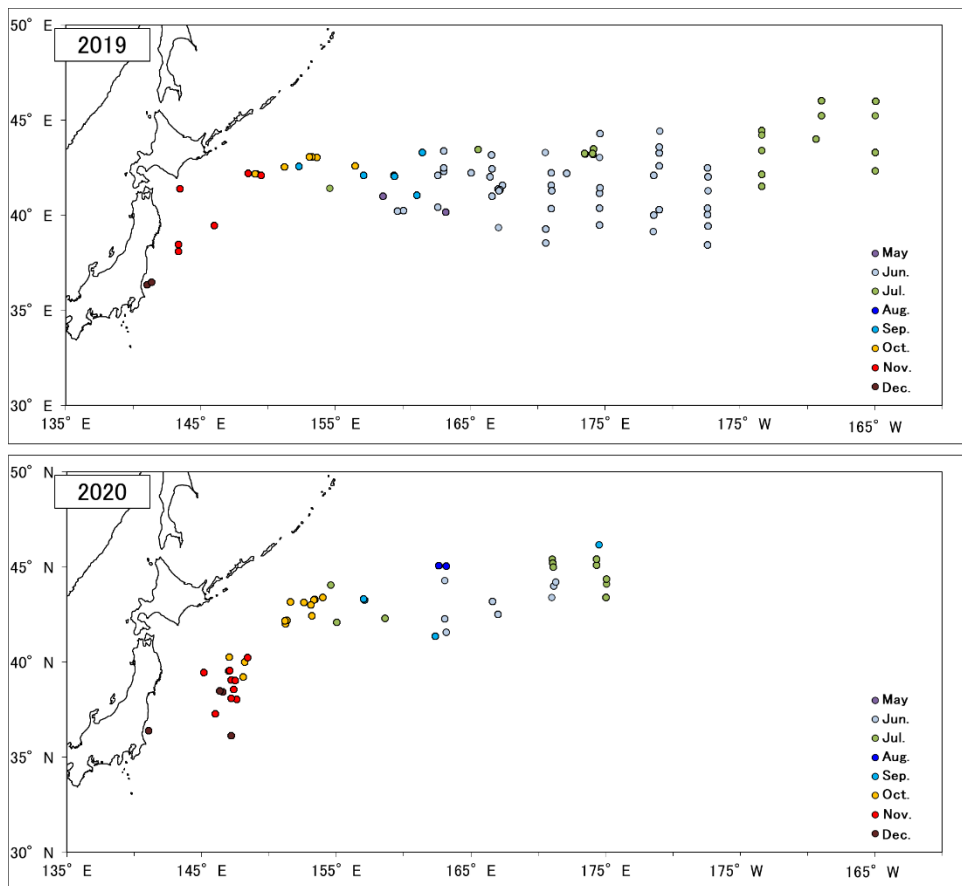 50° E
2019
45° E
40° E
35° E
30° E
May
Jun.
Jul.
Aug.
Sep.
Oct.
Nov.
Dec.
135° E 145° E 155° E 165° E 175° E 175° W 165° W
50° N
2020
45° N
40° N
35° N
30° N
May
Jun.
Jul.
Aug.
Sep.
Oct.
Nov.
Dec.
135° E 145° E 155° E 165° E 175° E 175° W 165° W